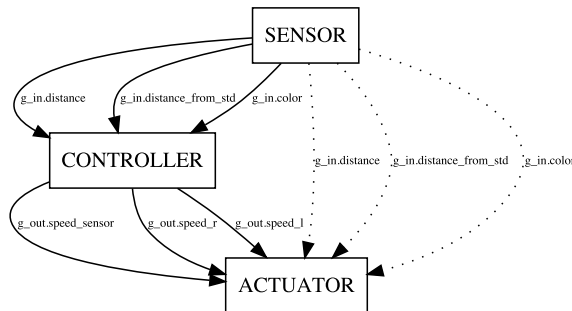 SENSOR
g_in.distance
g_in.distance_from_std
g_in.color
CONTROLLER
g_in.distance
g_in.distance_from_std
g_in.color
g_out.speed_sensor
g_out.speed_r
g_out.speed_l
ACTUATOR